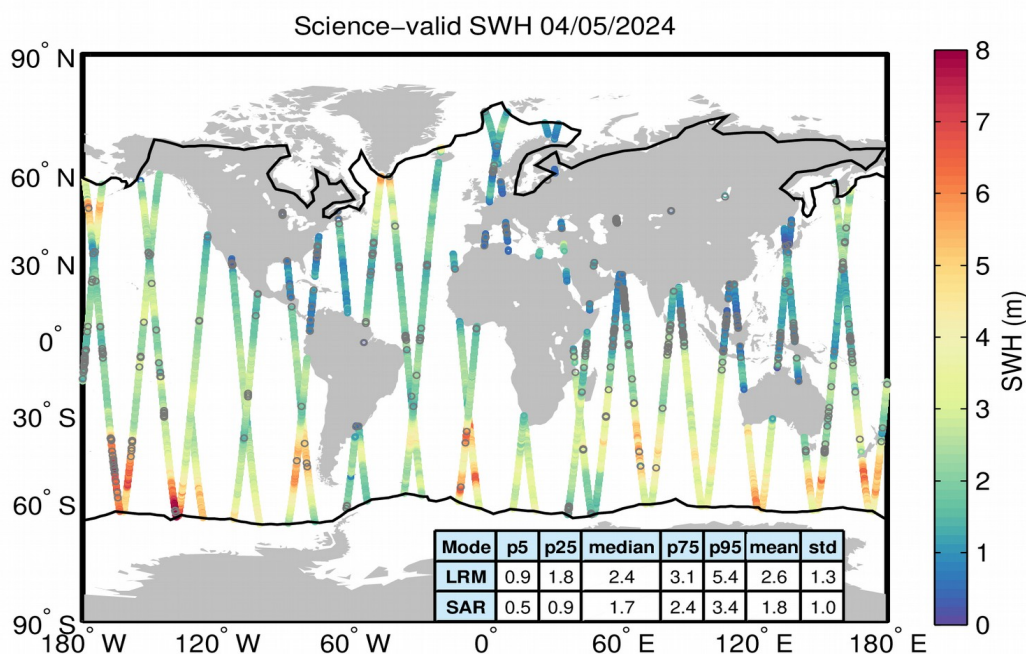 Science−valid SWH 04/05/2024
90° N
60° N
30° N
0°
30° S
60° S
90° S
180° W
120° W
60° W
0°
60° E
120° E
180° E
8
7
6
5
4
3
2
1
0
SWH (m)
Mode p5 p25 median p75 p95 mean std
LRM 0.9 1.8 2.4 3.1 5.4 2.6 1.3
SAR 0.5 0.9 1.7 2.4 3.4 1.8 1.0